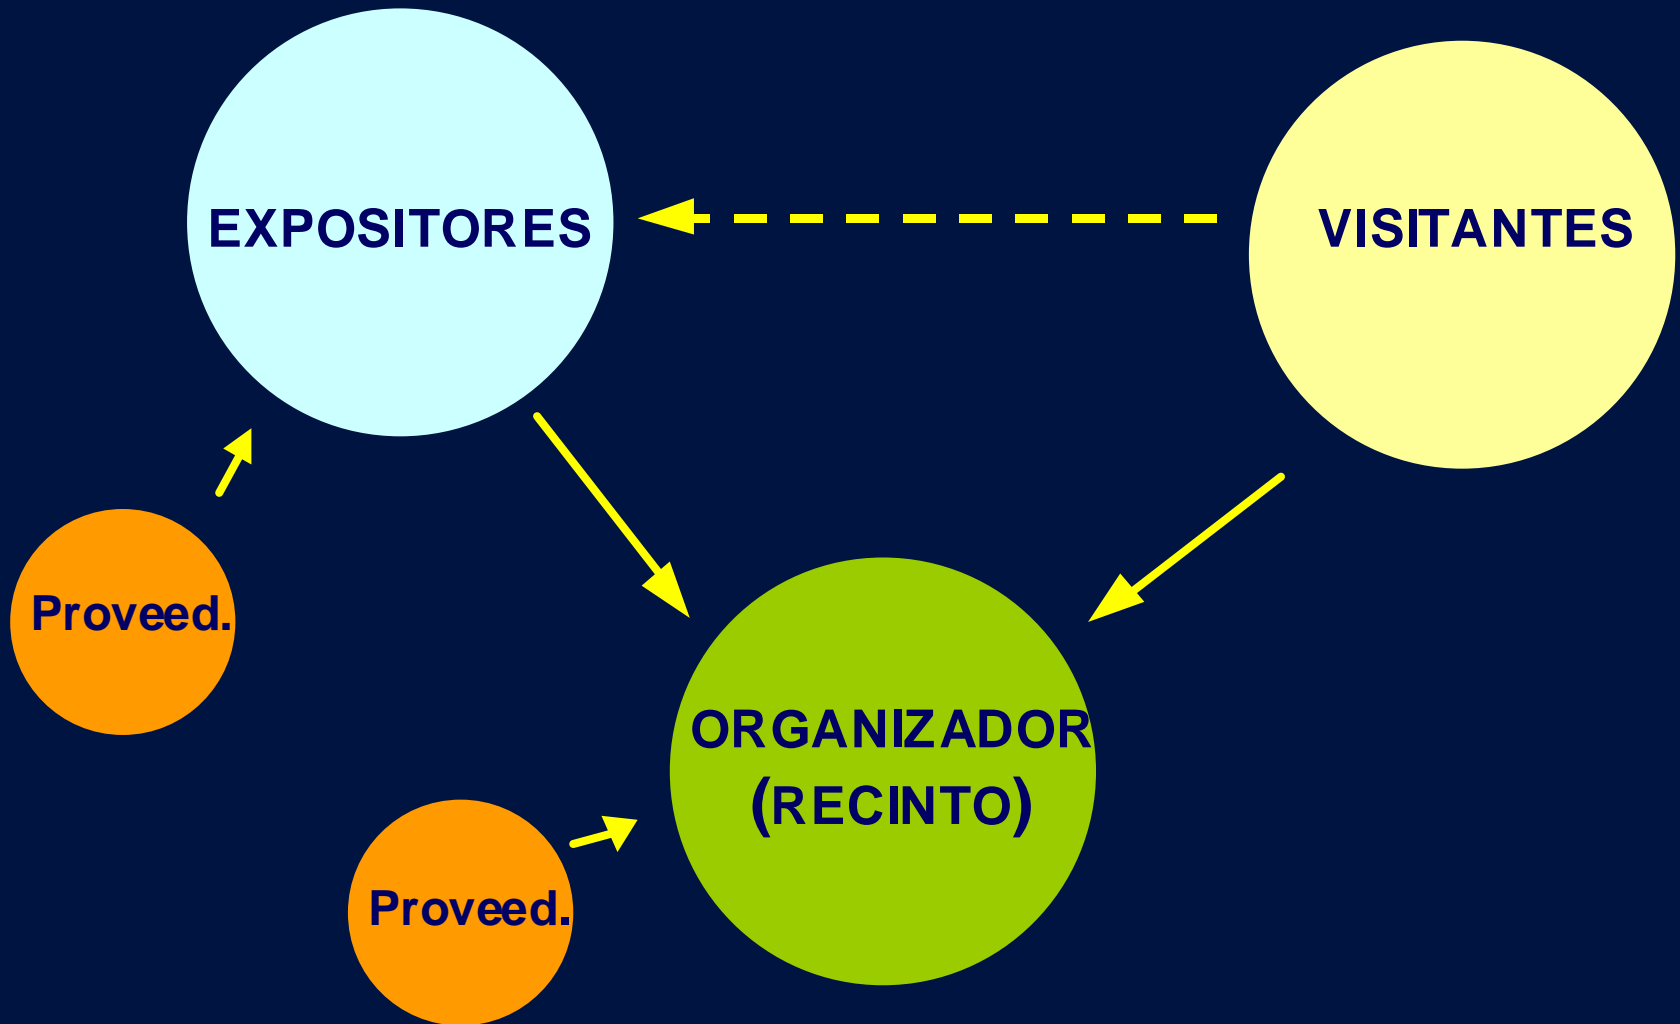 EXPOSITORES
VISITANTES
Proveed.
ORGANIZADOR
(RECINTO)
Proveed.